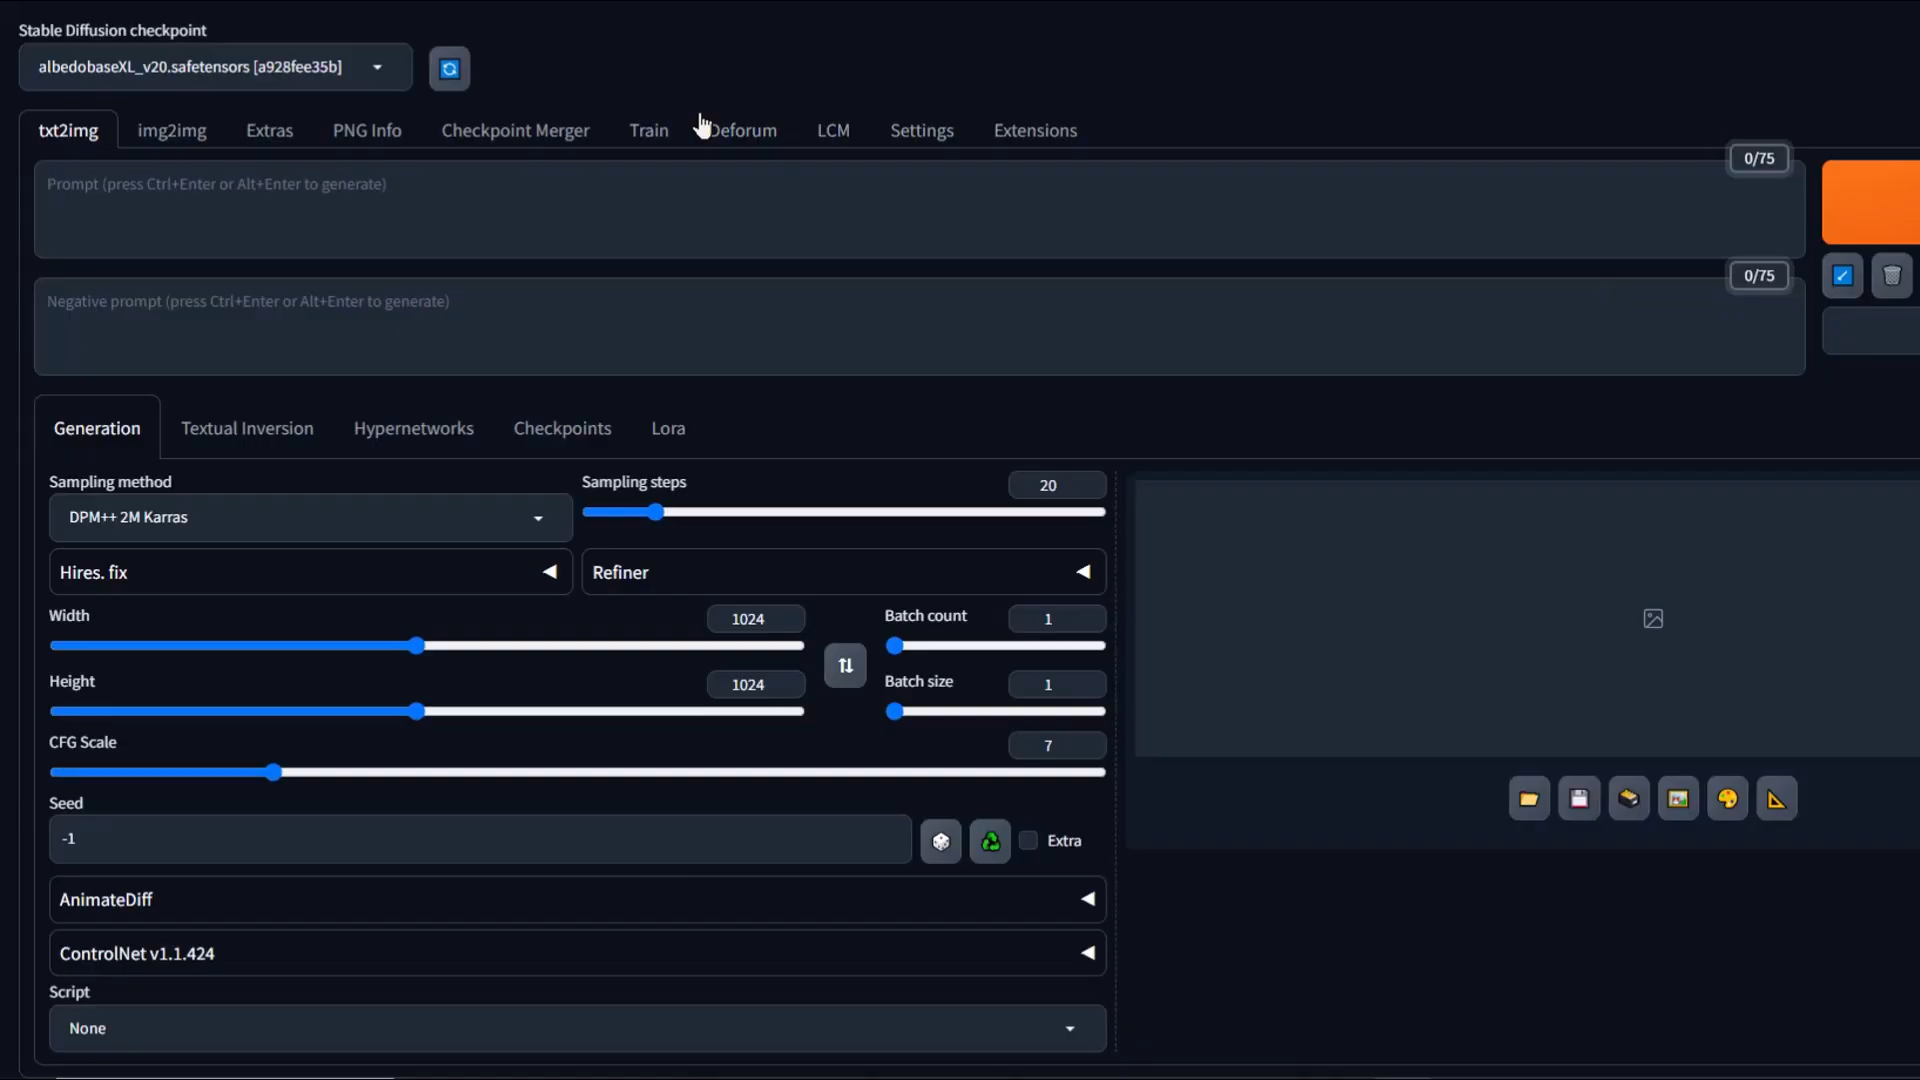 Stable Diffusion checkpoint
albedobaseXL_v20.safetensors [a928fee35b]
txt2img img2img Extras PNG Info Checkpoint Merger Train Deforum LCM Settings Extensions
0/75
Prompt (press Ctrl+Enter or Alt+Enter to generate)
0/75
Negative prompt (press Ctrl+Enter or Alt+Enter to generate)
Generation Textual Inversion Hypernetworks Checkpoints Lora
Sampling method
DPM++ 2M Karras
Sampling steps 20
Hires. fix
Refiner
Width 1024
Batch count 1
Height 1024
Batch size 1
CFG Scale 7
Seed
-1
Extra
AnimateDiff
ControlNet v1.1.424
Script
None